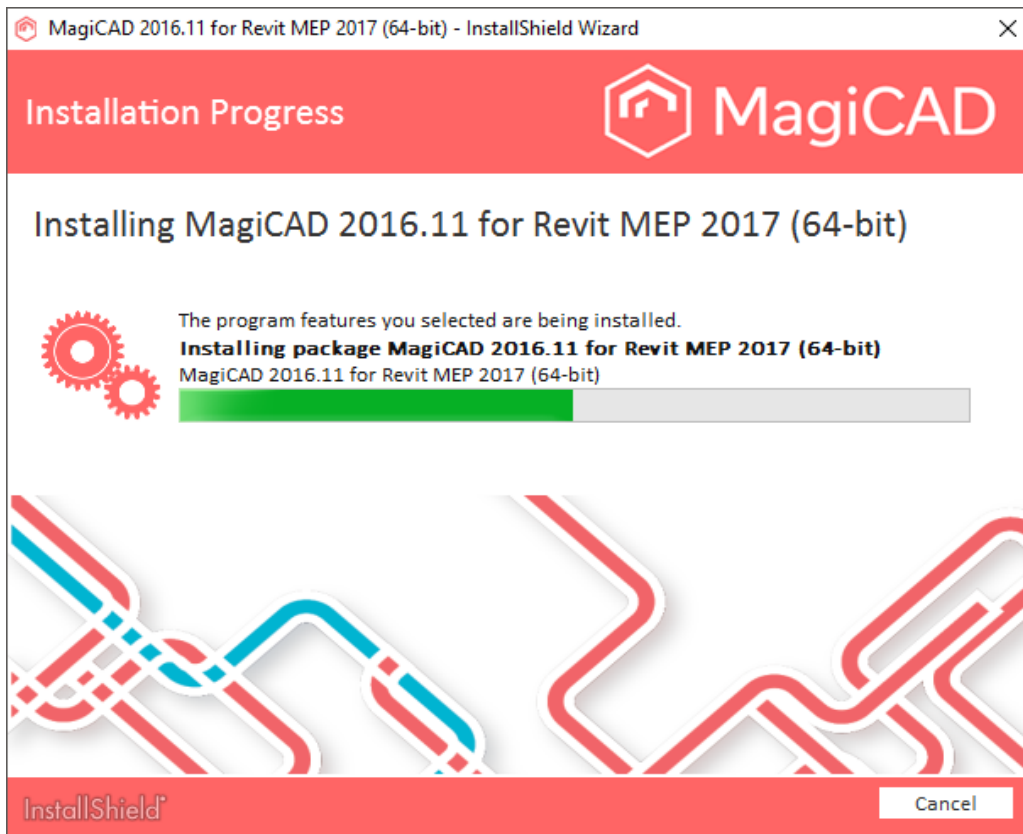 MagiCAD 2016.11 for Revit MEP 2017 (64-bit) - InstallShield Wizard
Installation Progress
MagiCAD
Installing MagiCAD 2016.11 for Revit MEP 2017 (64-bit)
The program features you selected are being installed.
Installing package MagiCAD 2016.11 for Revit MEP 2017 (64-bit)
MagiCAD 2016.11 for Revit MEP 2017 (64-bit)
InstallShield
Cancel